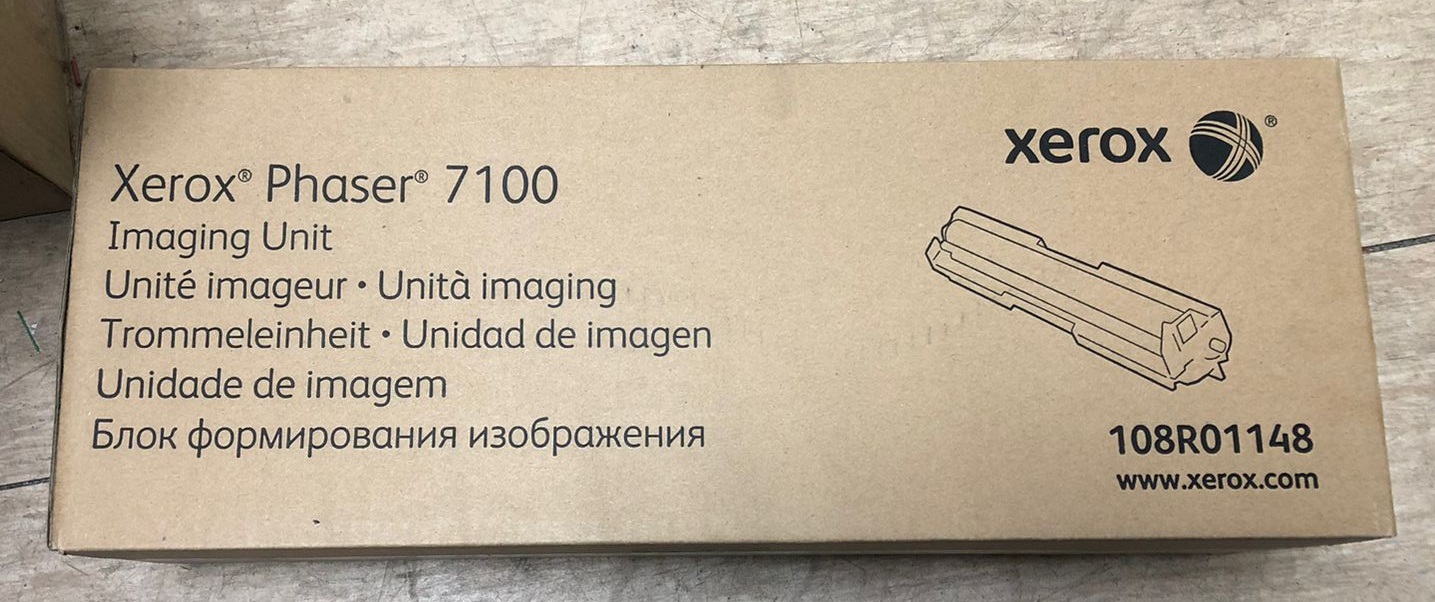 Xerox® Phaser® 7100
Imaging Unit
Unité imageur • Unità imaging
Trommeleinheit • Unidad de imagen
Unidade de imagem
Блок формирования изображения
xerox ®
108R01148
www.xerox.com